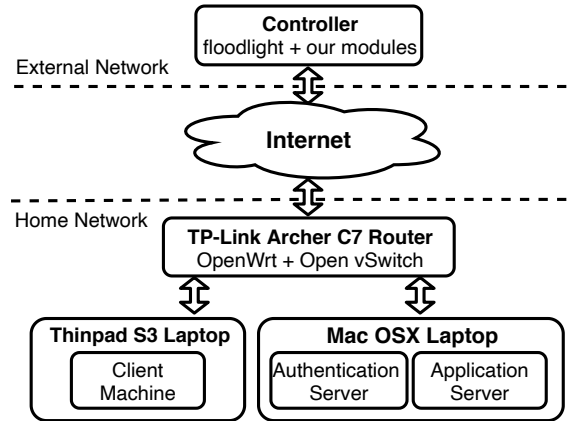 Controller
floodlight + our modules
External Network
Internet
Home Network
TP-Link Archer C7 Router
OpenWrt + Open vSwitch
Thinpad S3 Laptop
Client
Machine
Mac OSX Laptop
Authentication
Server
Application
Server